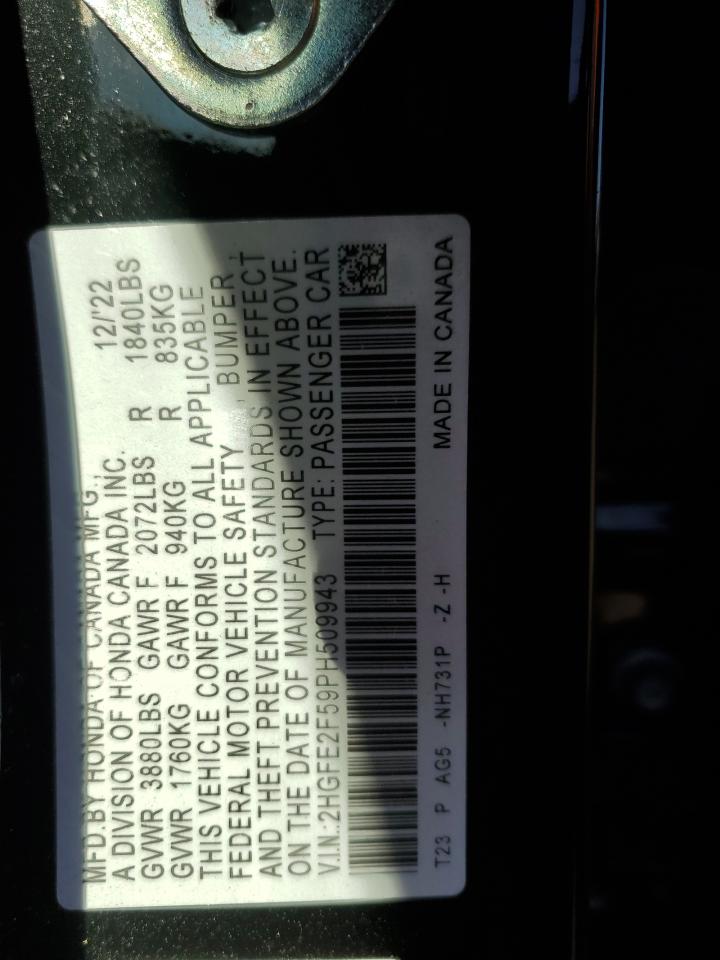 MFD.BY HONDA OF CANADA MFG., 12/'22
A DIVISION OF HONDA CANADA INC.
GVWR 3880LBS GAWR F 2072LBS R 1840LBS
GVWR 1760KG GAWR F 940KG R 835KG
THIS VEHICLE CONFORMS TO ALL APPLICABLE
FEDERAL MOTOR VEHICLE SAFETY, BUMPER,
AND THEFT PREVENTION STANDARDS IN EFFECT
ON THE DATE OF MANUFACTURE SHOWN ABOVE.
V.I.N.:2HGFE2F59PH509943 TYPE: PASSENGER CAR
T23 P AG5 -NH731P -Z -H MADE IN CANADA